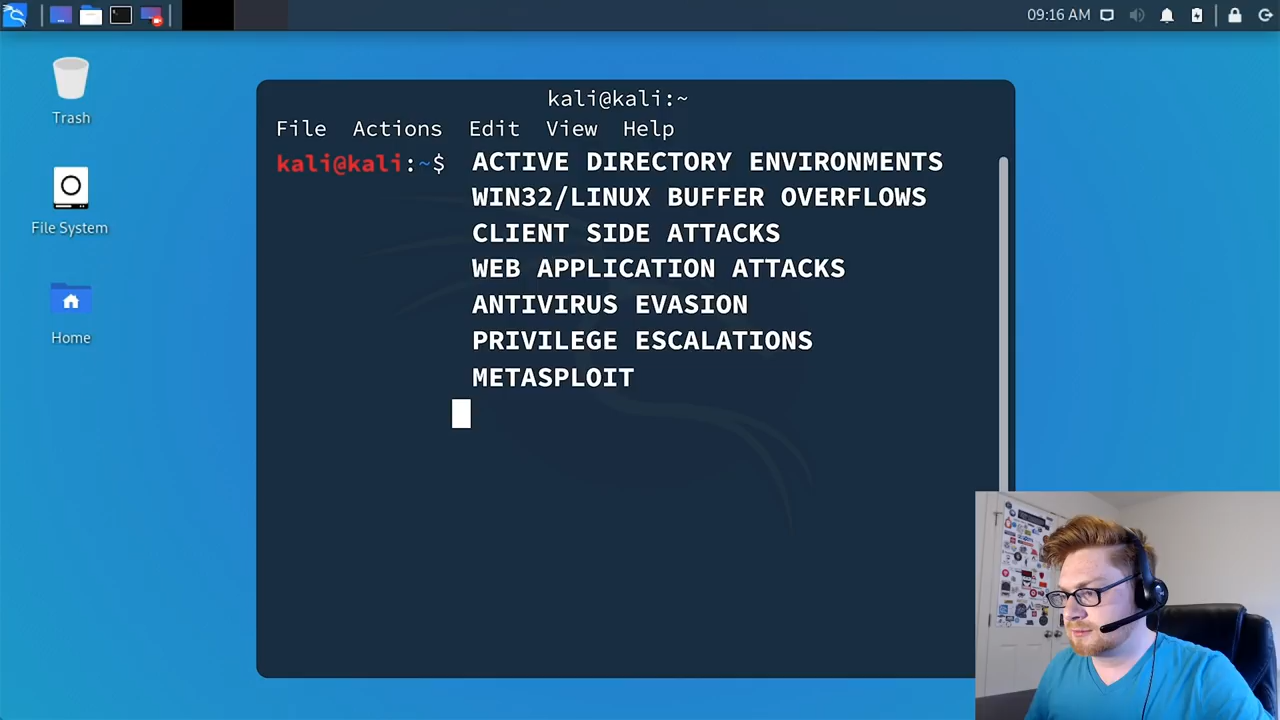 09:16 AM
Trash
File System
Home
kali@kali:~
File Actions Edit View Help
kali@kali:~$ ACTIVE DIRECTORY ENVIRONMENTS
WIN32/LINUX BUFFER OVERFLOWS
CLIENT SIDE ATTACKS
WEB APPLICATION ATTACKS
ANTIVIRUS EVASION
PRIVILEGE ESCALATIONS
METASPLOIT